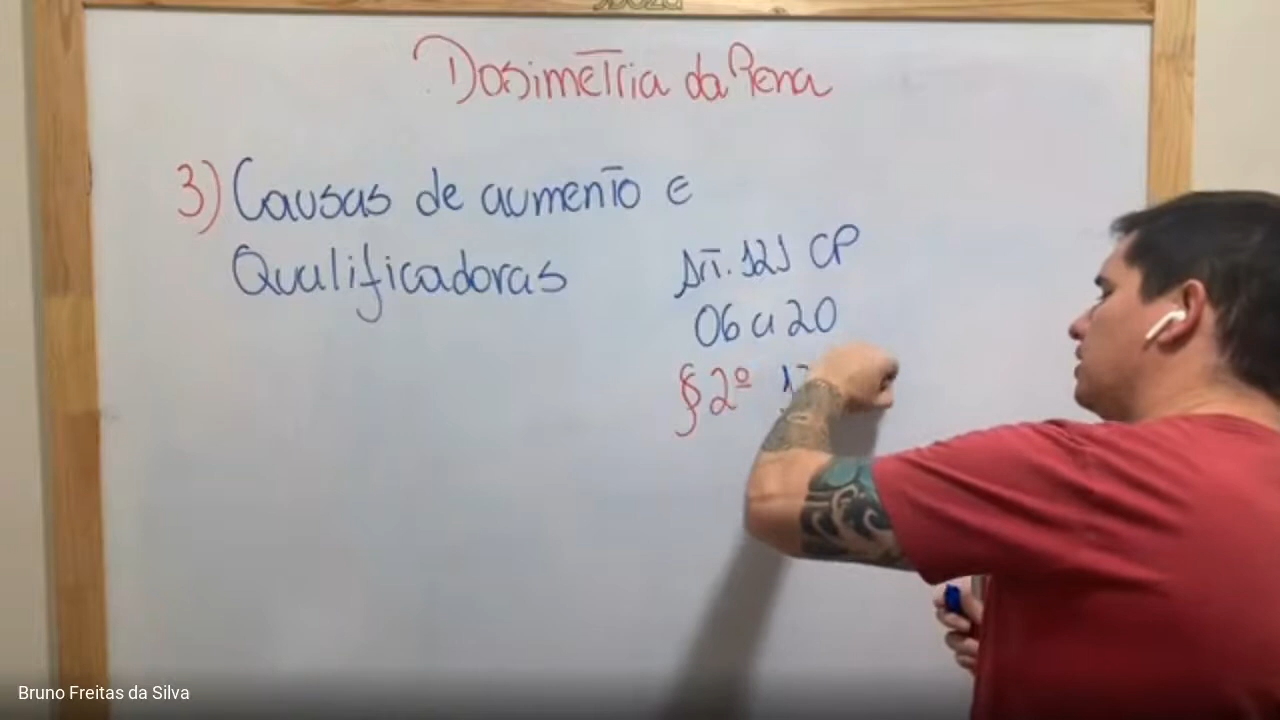 Dosimetria da Pena
3) Causas de aumento e
Qualificadoras
Art. 121 CP
06 a 20
§2º
Bruno Freitas da Silva